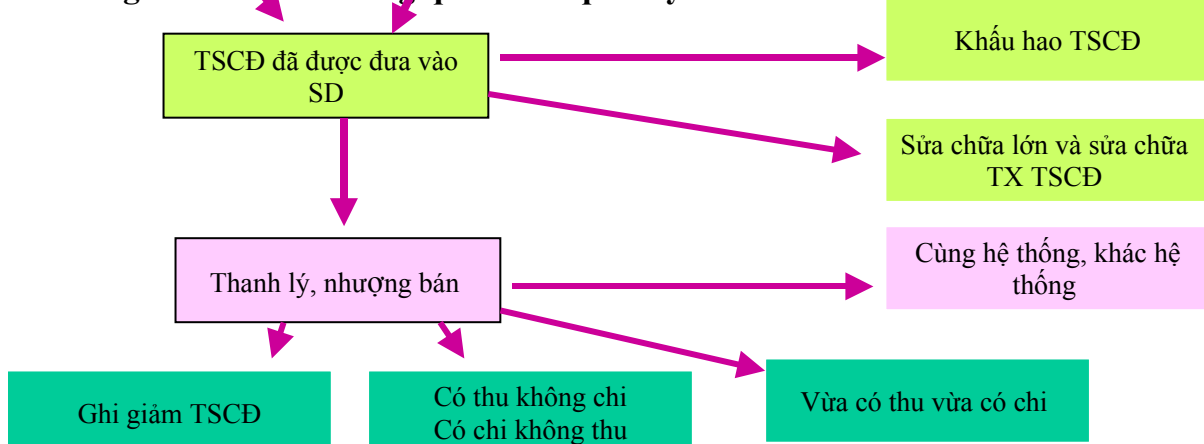 TSCĐ đã được đưa vào
SD
Khấu hao TSCĐ
Sửa chữa lớn và sửa chữa
TX TSCĐ
Thanh lý, nhượng bán
Cùng hệ thống, khác hệ
thống
Ghi giảm TSCĐ
Có thu không chi
Có chi không thu
Vừa có thu vừa có chi